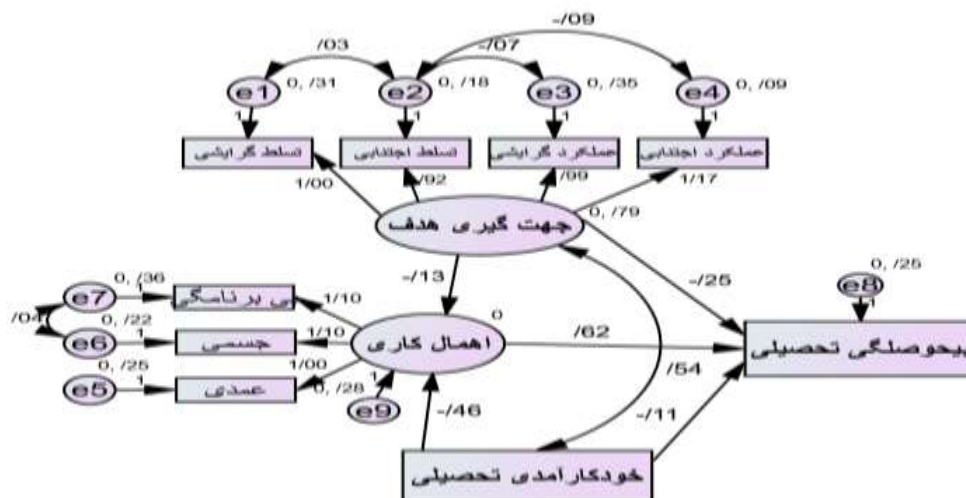 -/09
/03
-/07
e1
0, /31
e2
0, /18
e3
0, /35
e4
0, /09
1
1
1
1
تسلط گرایشی
تسلط اجتنابی
عملکرد گرایشی
عملکرد اجتنابی
1/00
/92
/99
1/17
جهت گیری هدف
0, /79
-/13
-/25
0, /36
e7
1
بی برنامگی
1/10
0
0, /25
e8
1
/04
0, /22
e6
1
جسمی
1/10
اهمال کاری
/62
بیحوصلگی تحصیلی
0, /25
e5
1
عمدی
1/00
0, /28
1
e9
/54
-/46
-/11
خودکارآمدی تحصیلی